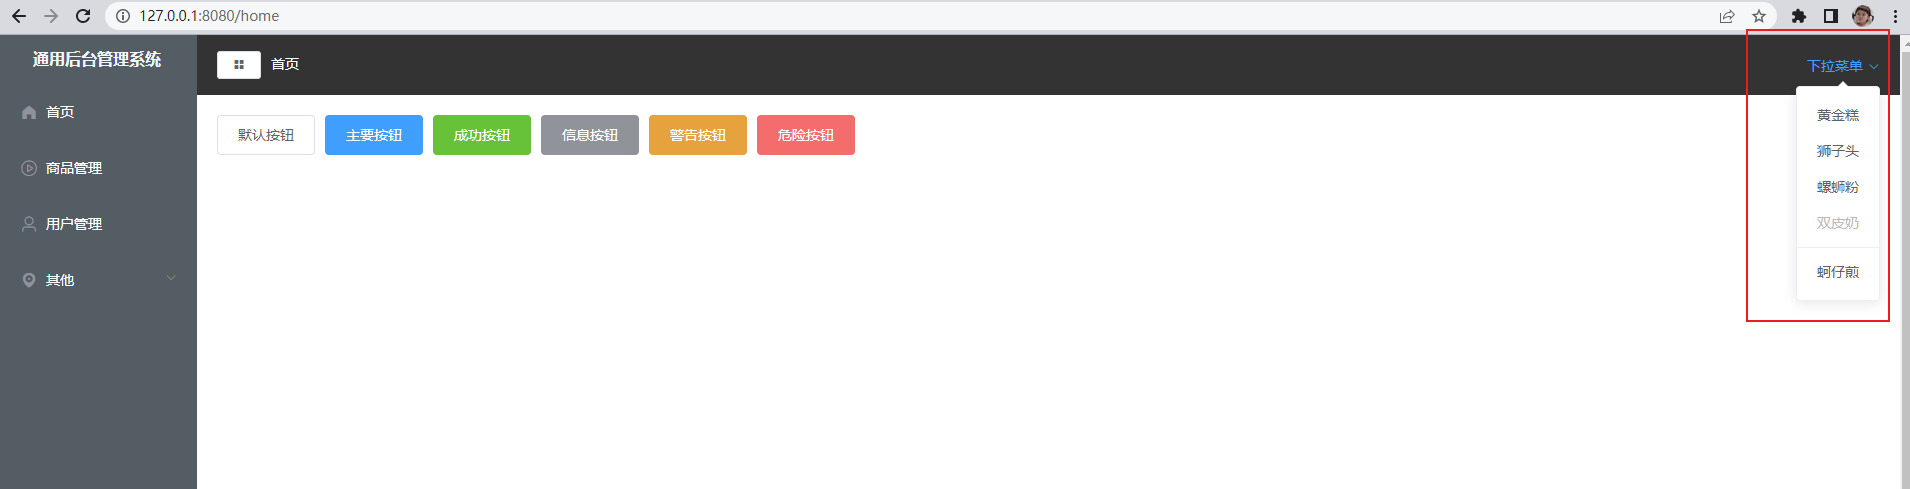 127.0.0.1:8080/home
通用后台管理系统
首页
商品管理
用户管理
其他
首页
下拉菜单
默认按钮 主要按钮 成功按钮 信息按钮 警告按钮 危险按钮
黄金糕
狮子头
螺蛳粉
双皮奶
蚵仔煎